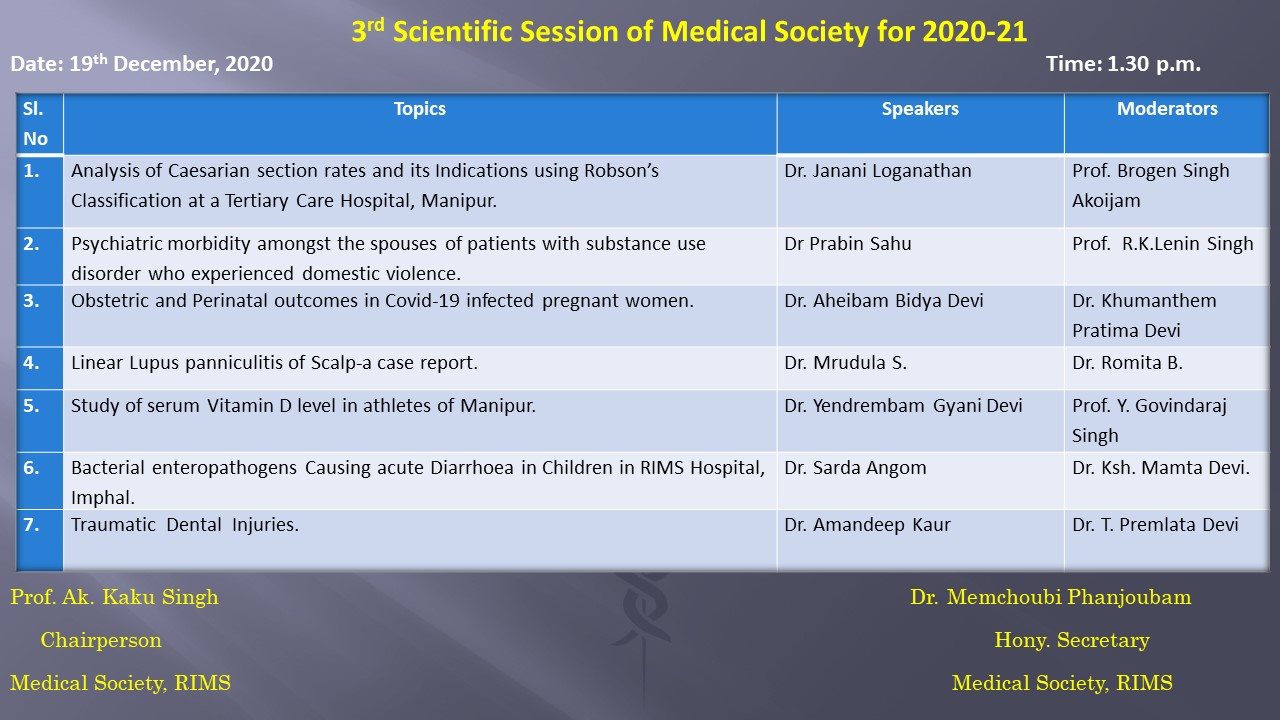 3rd Scientific Session of Medical Society for 2020-21
Date: 19th December, 2020 Time: 1.30 p.m.
Sl. No Topics Speakers Moderators
1. Analysis of Caesarian section rates and its Indications using Robson's Dr. Janani Loganathan Prof. Brogen Singh
Classification at a Tertiary Care Hospital, Manipur. Akoijam
2. Psychiatric morbidity amongst the spouses of patients with substance use Dr Prabin Sahu Prof. R.K.Lenin Singh
disorder who experienced domestic violence.
3. Obstetric and Perinatal outcomes in Covid-19 infected pregnant women. Dr. Aheibam Bidya Devi Dr. Khumanthem
Pratima Devi
4. Linear Lupus panniculitis of Scalp-a case report. Dr. Mrudula S. Dr. Romita B.
5. Study of serum Vitamin D level in athletes of Manipur. Dr. Yendrembam Gyani Devi Prof. Y. Govindaraj
Singh
6. Bacterial enteropathogens Causing acute Diarrhoea in Children in RIMS Hospital, Dr. Sarda Angom Dr. Ksh. Mamta Devi.
Imphal.
7. Traumatic Dental Injuries. Dr. Amandeep Kaur Dr. T. Premlata Devi
Prof. Ak. Kaku Singh Dr. Memchoubi Phanjoubam
Chairperson Hony. Secretary
Medical Society, RIMS Medical Society, RIMS